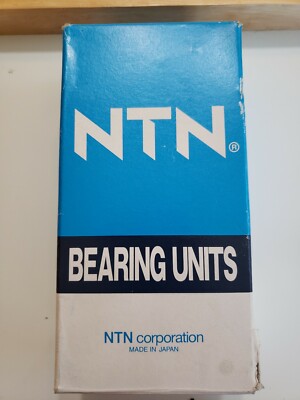 NTN®
BEARING UNITS
NTN corporation
MADE IN JAPAN